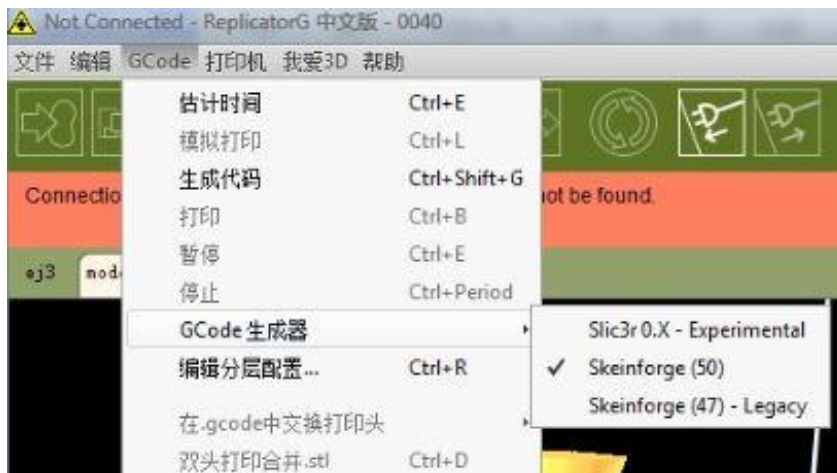 Not Connected - ReplicatorG 中文版 - 0040
文件 编辑 GCode 打印机 我爱3D 帮助
估计时间 Ctrl+E
模拟打印 Ctrl+L
生成代码 Ctrl+Shift+G
Connectio not be found.
打印 Ctrl+B
暂停 Ctrl+E
ej3 mod
停止 Ctrl+Period
GCode 生成器 Slic3r 0.X - Experimental
编辑分层配置... Ctrl+R ✓ Skeinforge (50)
Skeinforge (47) - Legacy
在.gcode中交换打印头
双头打印合并.stl Ctrl+D